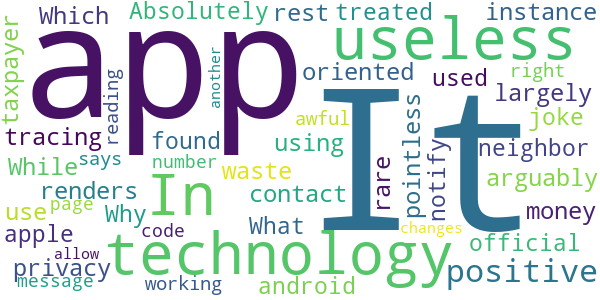 Which Absolutely rest treated instance
taxpayer app useless
reading another oriented used right
tracing found It rare largely
awful joke
While says number using pointless notify neighbor
renders In waste contact arguably
use page Why code What money
apple technology changes official
privacy allow android positive
message working